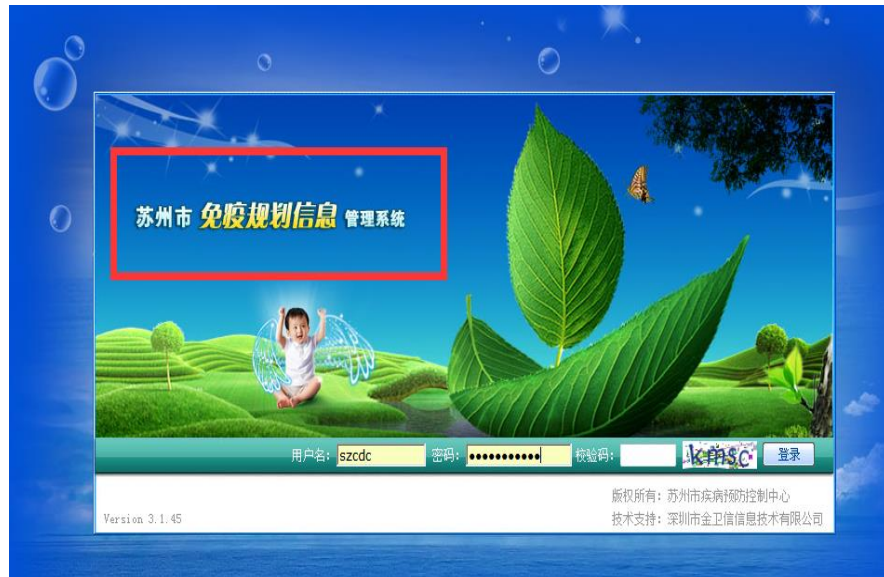 苏州市 免疫规划信息 管理系统
用户名: szcdc 密码: ●●●●●●●●●●● 校验码: kmsc 登录
版权所有: 苏州市疾病预防控制中心
Version 3.1.45 技术支持: 深圳市金卫信信息技术有限公司